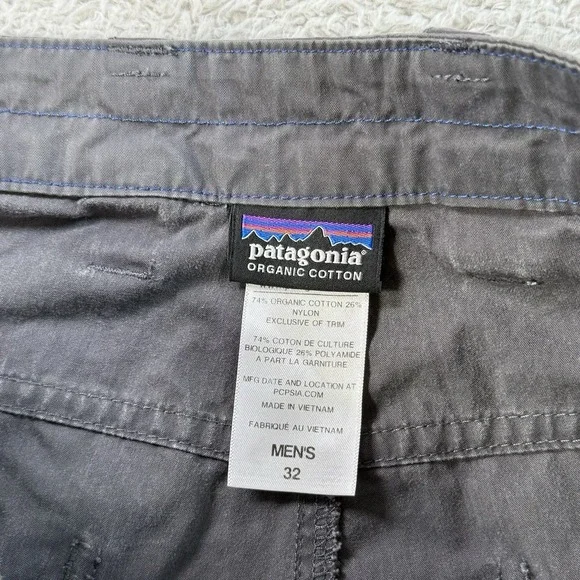 patagonia®
ORGANIC COTTON
74% ORGANIC COTTON 26%
NYLON
EXCLUSIVE OF TRIM
74% COTON DE CULTURE
BIOLOGIQUE 26% POLYAMIDE
A PART LA GARNITURE
MFG DATE AND LOCATION AT
PCPSIA.COM
MADE IN VIETNAM
FABRIQUÉ AU VIETNAM
MEN'S
32